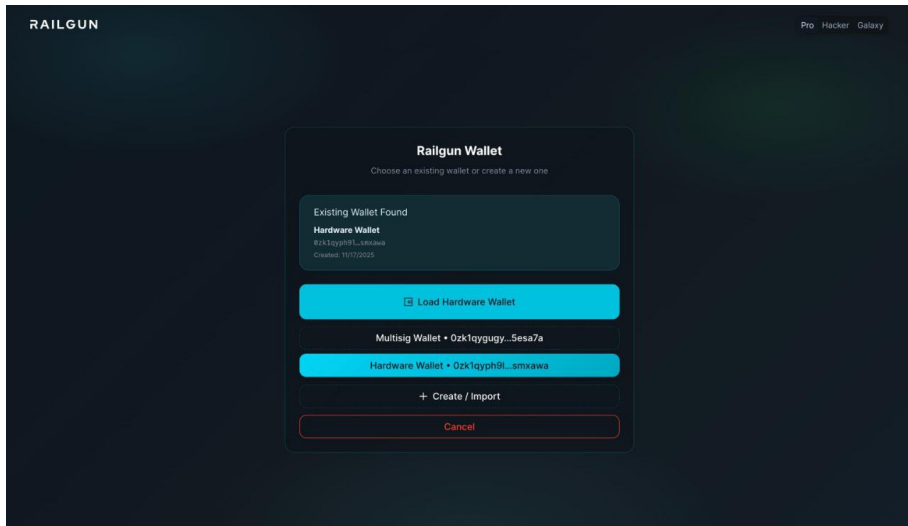 RAILGUN
Pro Hacker Galaxy
Railgun Wallet
Choose an existing wallet or create a new one
Existing Wallet Found
Hardware Wallet
0zk1qyph9l…smxawa
Created: 11/17/2025
Load Hardware Wallet
Multisig Wallet • 0zk1qygugy...5esa7a
Hardware Wallet • 0zk1qyph9l...smxawa
+ Create / Import
Cancel